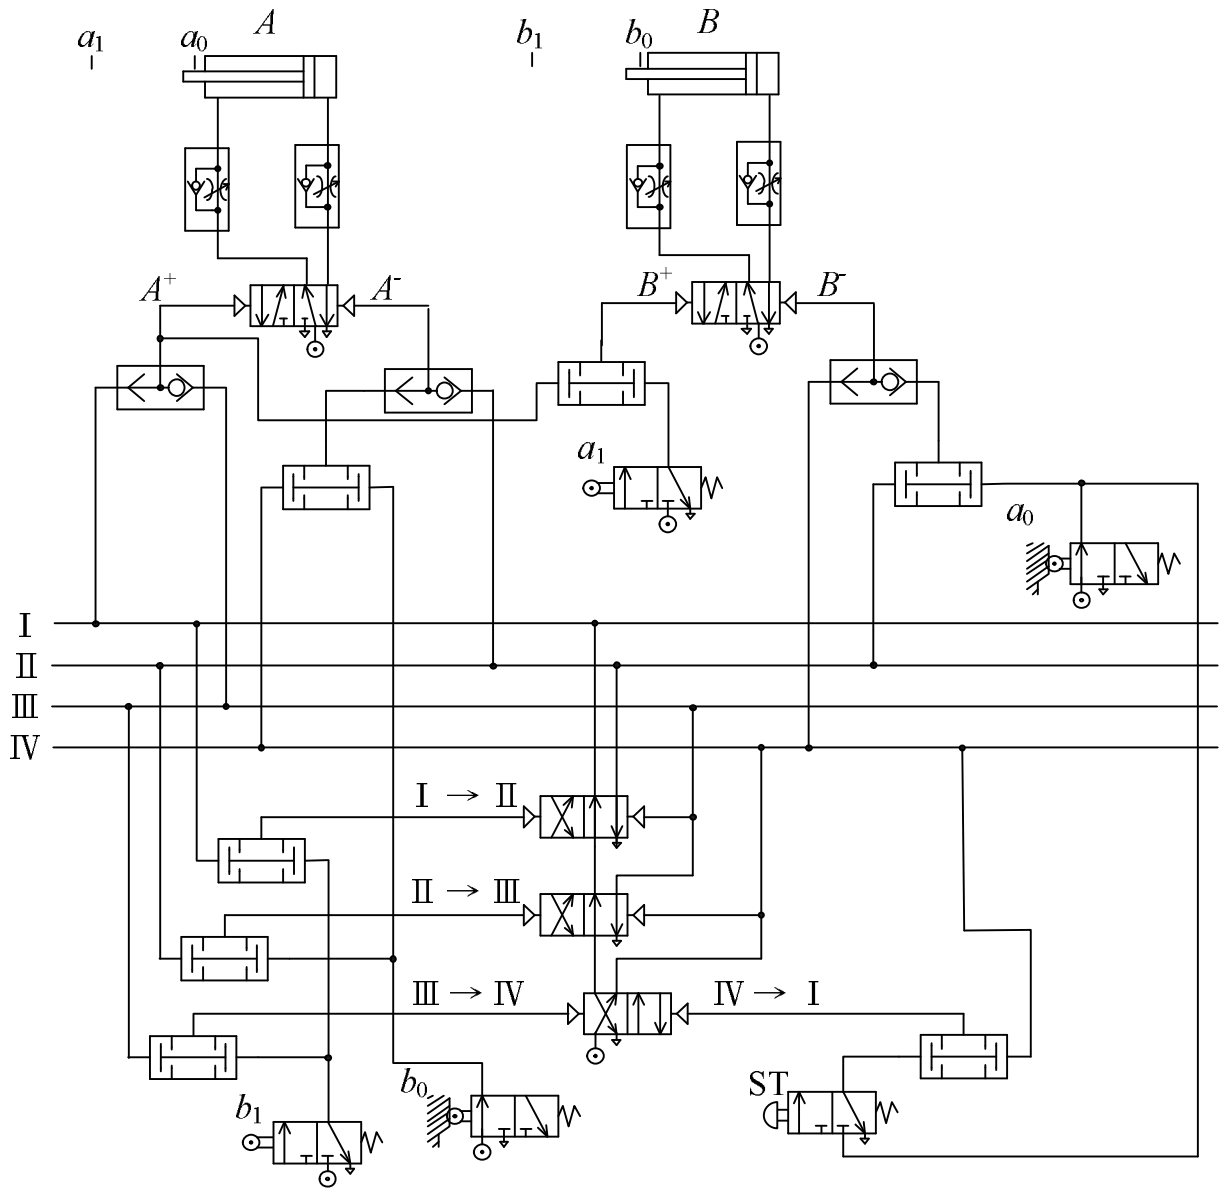 a₁ a₀ A b₁ b₀ B
A⁺ A⁻ B⁺ B⁻
a₁
a₀
Ⅰ
Ⅱ
Ⅲ
Ⅳ
Ⅰ → Ⅱ
Ⅱ → Ⅲ
Ⅲ → Ⅳ Ⅳ → Ⅰ
b₀ ST
b₁